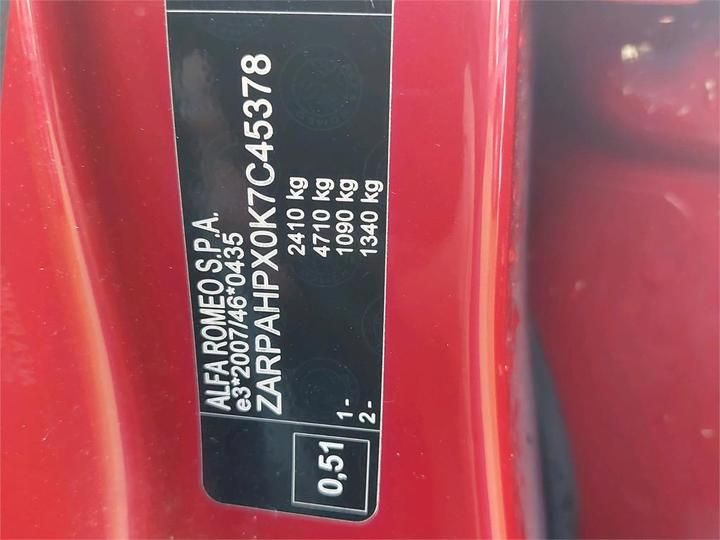 ALFA ROMEO S.P.A.
e3*2007/46*0435
ZARPAHPX0K7C45378
2410 kg
4710 kg
1- 1090 kg
2- 1340 kg
0,51